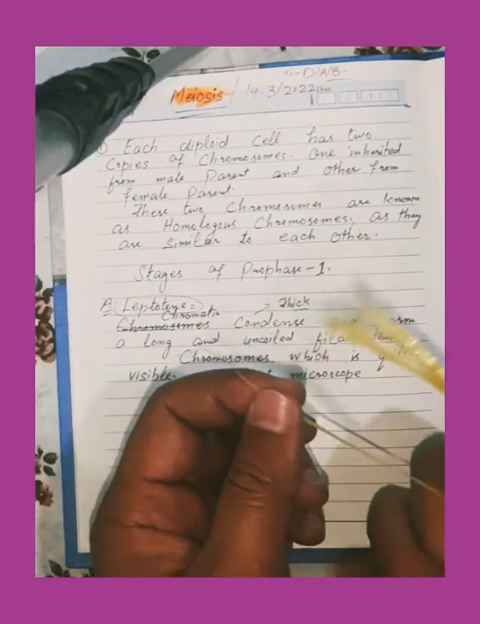 D/A/B-
Meiosis 14-3/2022
① Each diploid Cell has two
Copies of Chromosomes. One inherited
from male Parent and other from
female Parent.
These two Chromosomes are known
as Homologous Chromosomes, as they
are similar to each other.
Stages of Prophase-1.
A) Leptotene:- Thick
Chromatin
Chromosomes Condense
a long and uncoiled
Chromosomes. which is
visible. microscope